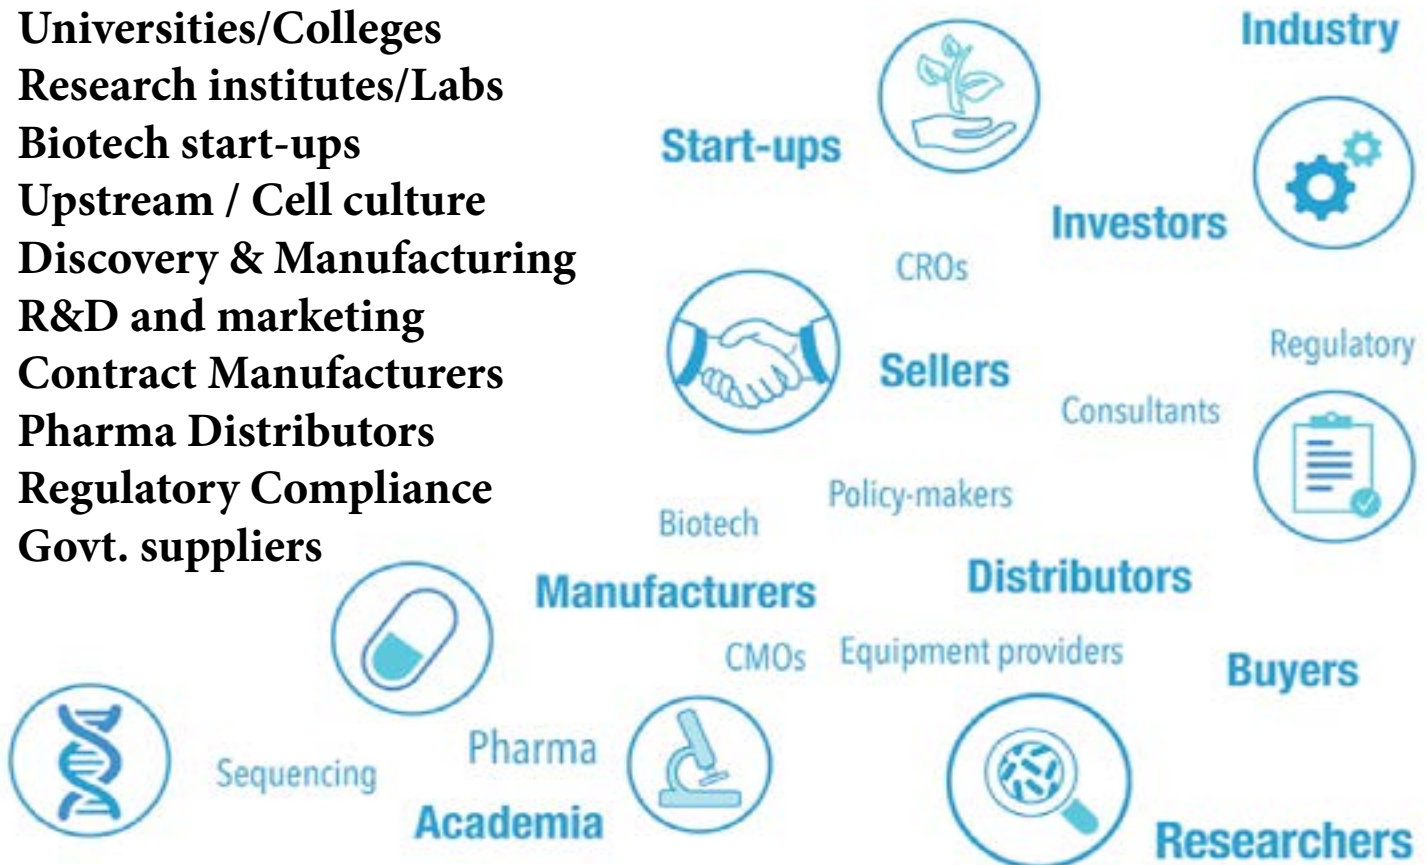 Universities/Colleges
Research institutes/Labs
Biotech start-ups
Upstream / Cell culture
Discovery & Manufacturing
R&D and marketing
Contract Manufacturers
Pharma Distributors
Regulatory Compliance
Govt. suppliers
Industry
Start-ups
Investors
CROs
Regulatory
Sellers
Consultants
Policy-makers
Biotech
Distributors
Manufacturers
Equipment providers
CMOs
Buyers
Pharma
Sequencing
Academia
Researchers